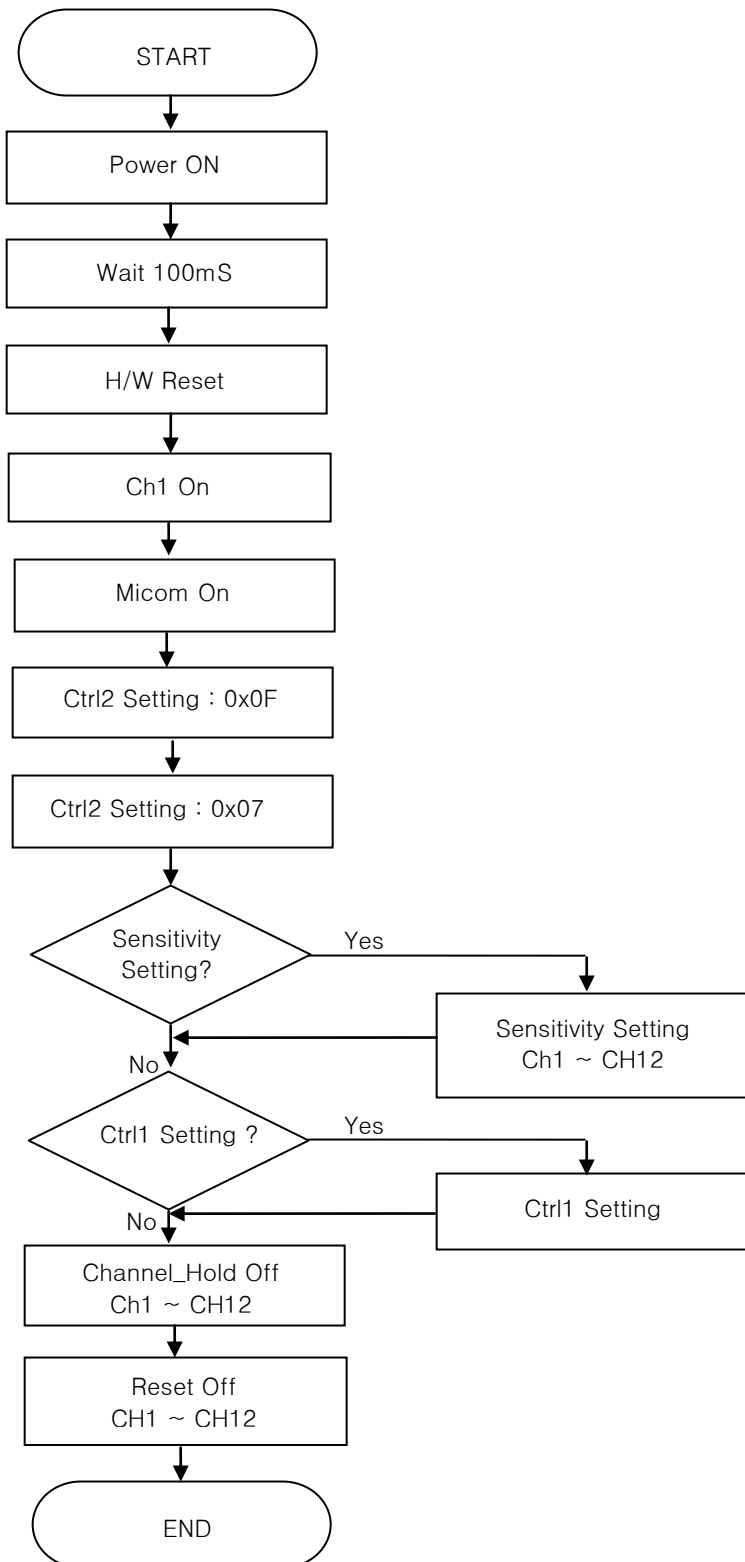 START
Power ON
Wait 100mS
H/W Reset
Ch1 On
Micom On
Ctrl2 Setting : 0x0F
Ctrl2 Setting : 0x07
Sensitivity
Setting?
Yes
Sensitivity Setting
Ch1 ~ CH12
No
Ctrl1 Setting ?
Yes
Ctrl1 Setting
No
Channel_Hold Off
Ch1 ~ CH12
Reset Off
CH1 ~ CH12
END